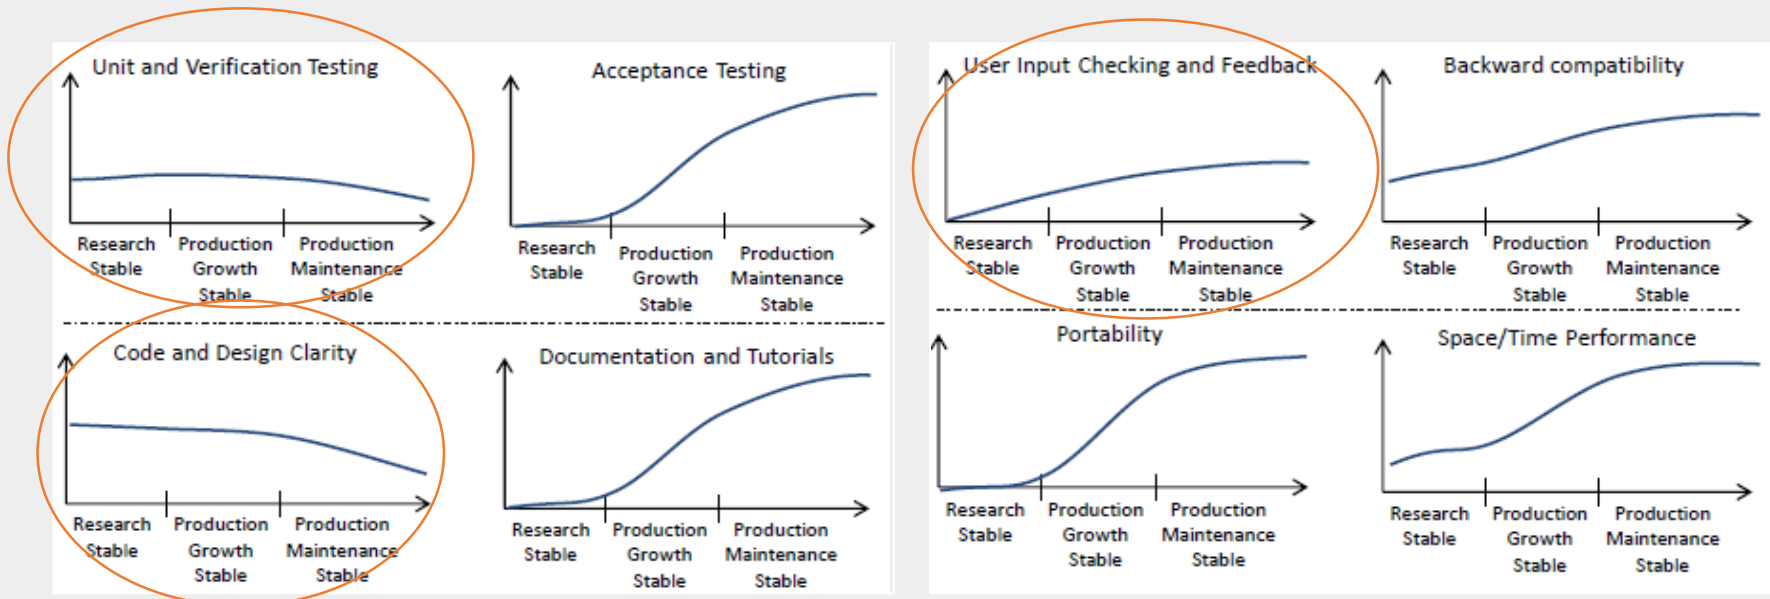 Unit and Verification Testing
Research
Stable
Production
Growth
Stable
Production
Maintenance
Stable
Acceptance Testing
Research
Stable
Production
Growth
Stable
Production
Maintenance
Stable
User Input Checking and Feedback
Research
Stable
Production
Growth
Stable
Production
Maintenance
Stable
Backward compatibility
Research
Stable
Production
Growth
Stable
Production
Maintenance
Stable
Code and Design Clarity
Research
Stable
Production
Growth
Stable
Production
Maintenance
Stable
Documentation and Tutorials
Research
Stable
Production
Growth
Stable
Production
Maintenance
Stable
Portability
Research
Stable
Production
Growth
Stable
Production
Maintenance
Stable
Space/Time Performance
Research
Stable
Production
Growth
Stable
Production
Maintenance
Stable